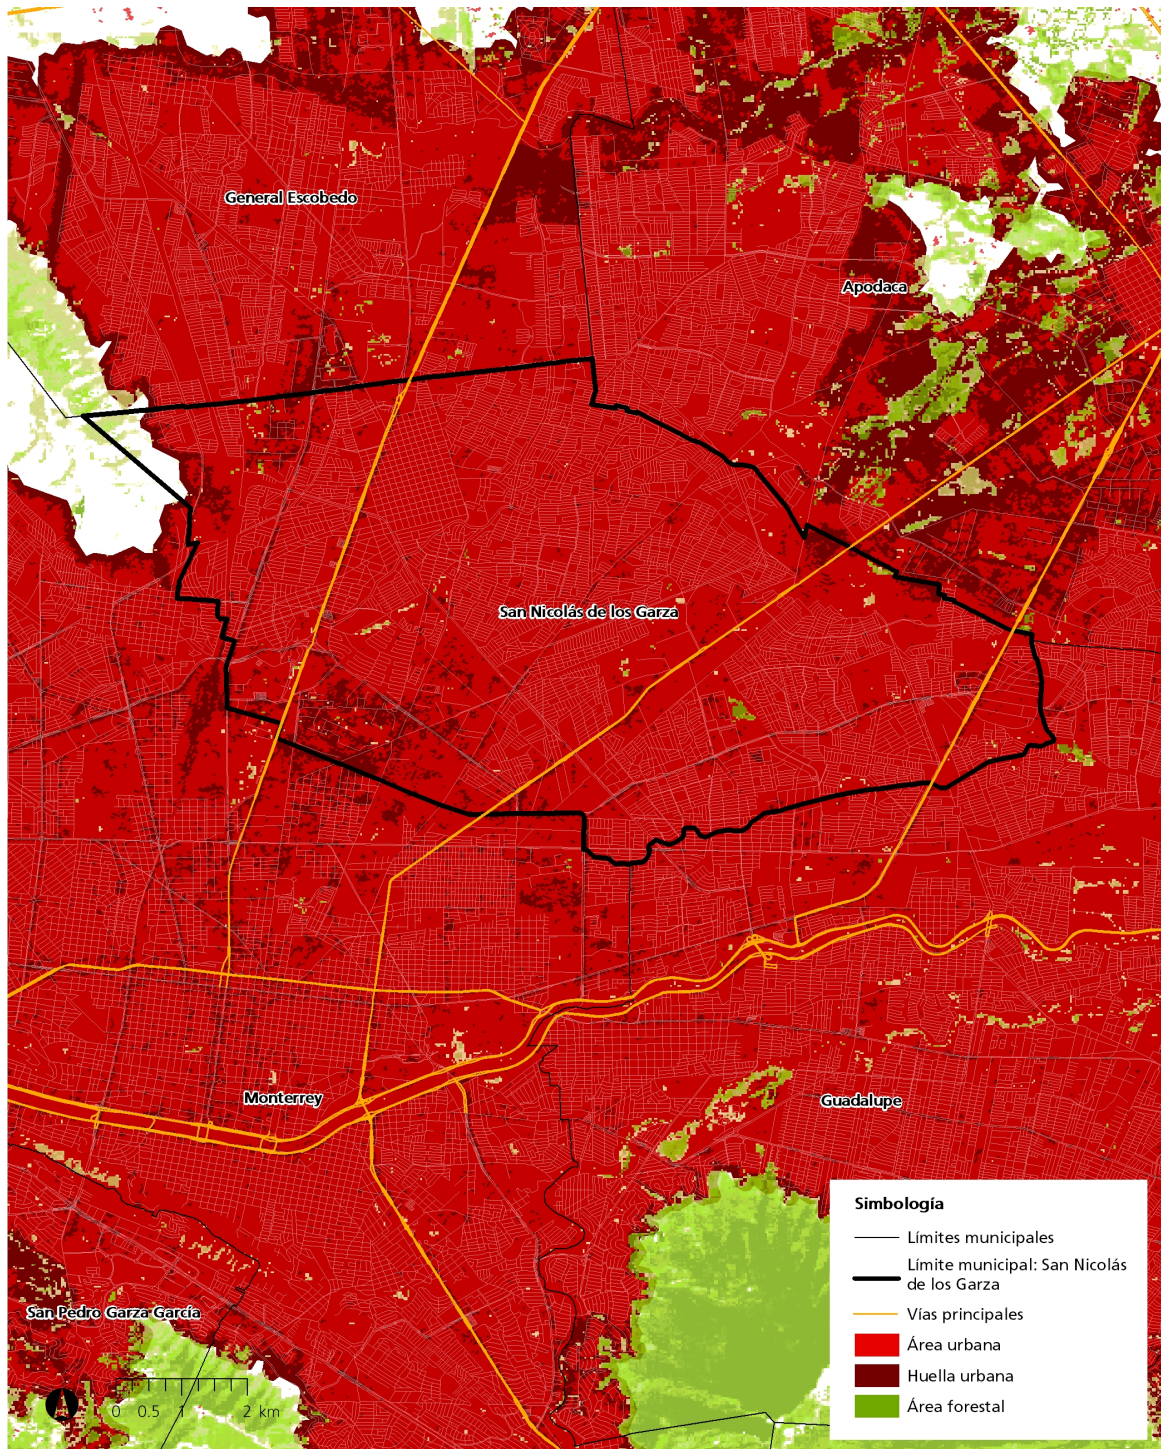 General Escobedo
Apodaca
San Nicolás de los Garza
Monterrey
Guadalupe
San Pedro Garza García
0 0.5 1 2 km
Simbología
Límites municipales
Límite municipal: San Nicolás
de los Garza
Vías principales
Área urbana
Huella urbana
Área forestal